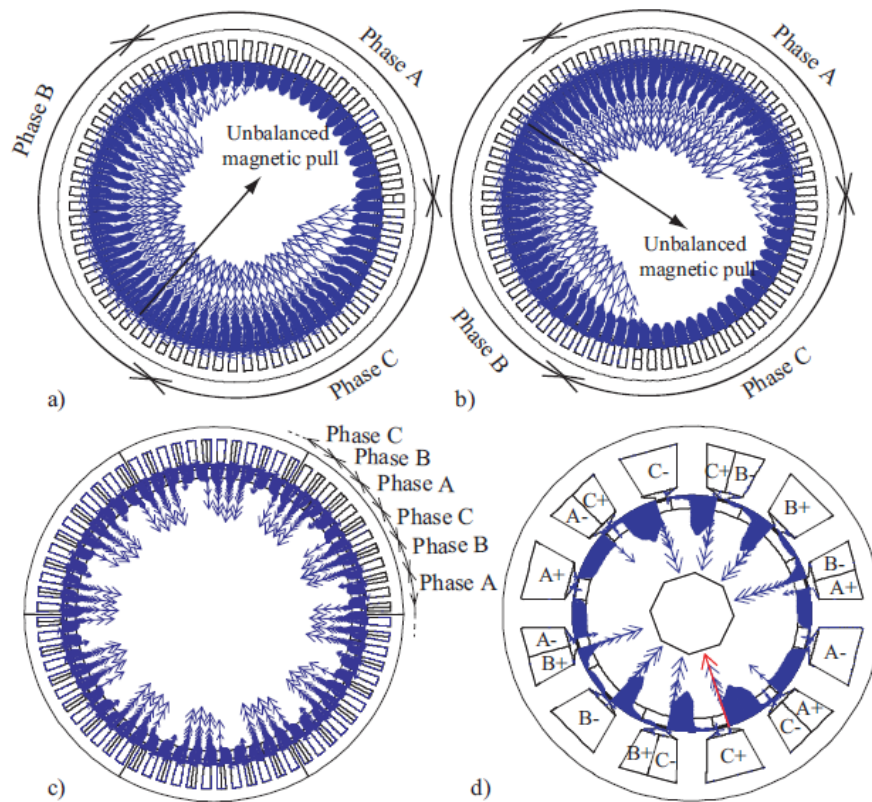 Phase A
Phase B
Unbalanced
magnetic pull
Phase C
a)
Phase A
Unbalanced
magnetic pull
Phase B
Phase C
b)
Phase C
Phase B
Phase A
Phase C
Phase B
Phase A
c)
C-
C+
B-
B+
B-
A+
A-
A+
C-
C+
C-
B+
B-
B+
A-
A+
A-
C+
d)